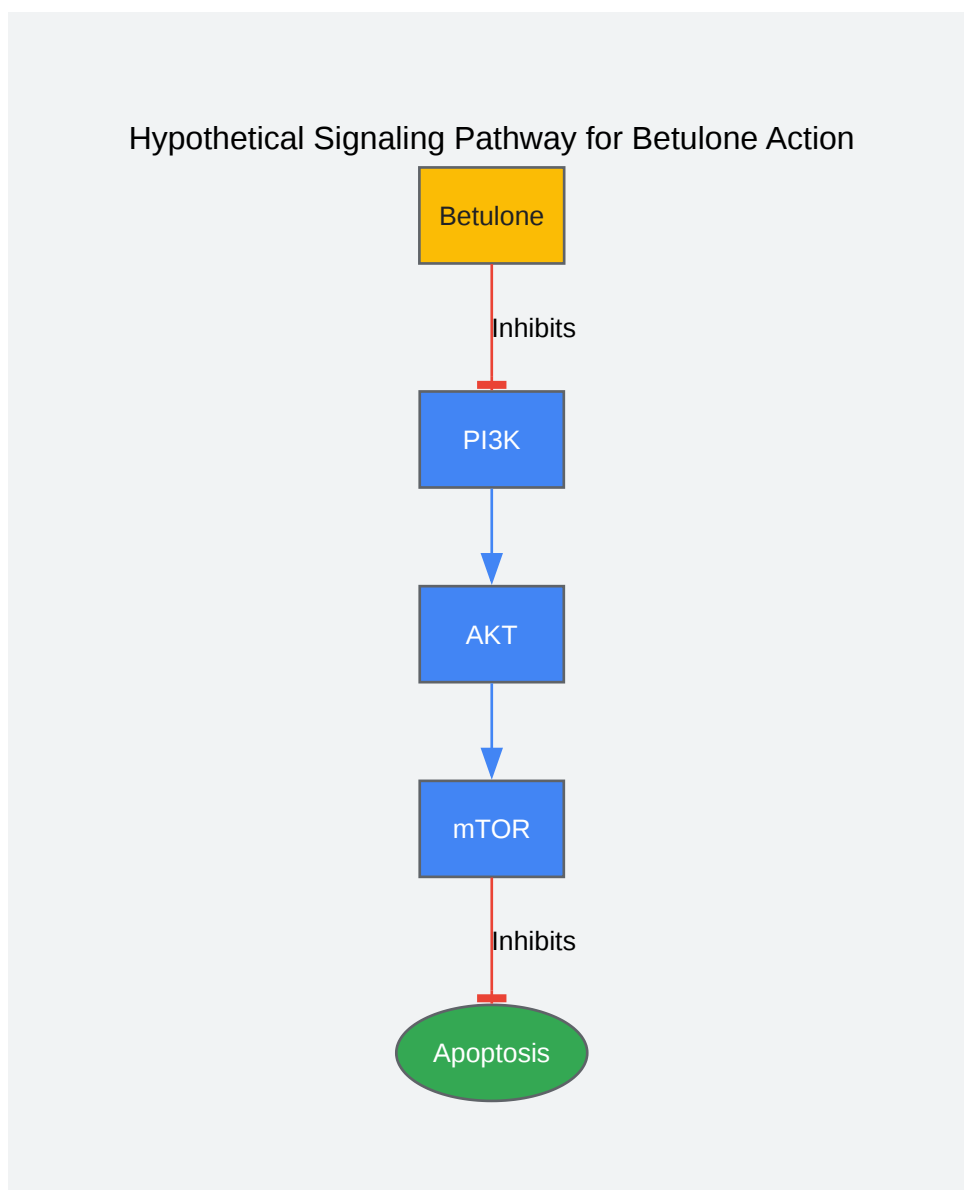 Hypothetical Signaling Pathway for Betulone Action
Betulone
Inhibits
PI3K
AKT
mTOR
Inhibits
Apoptosis